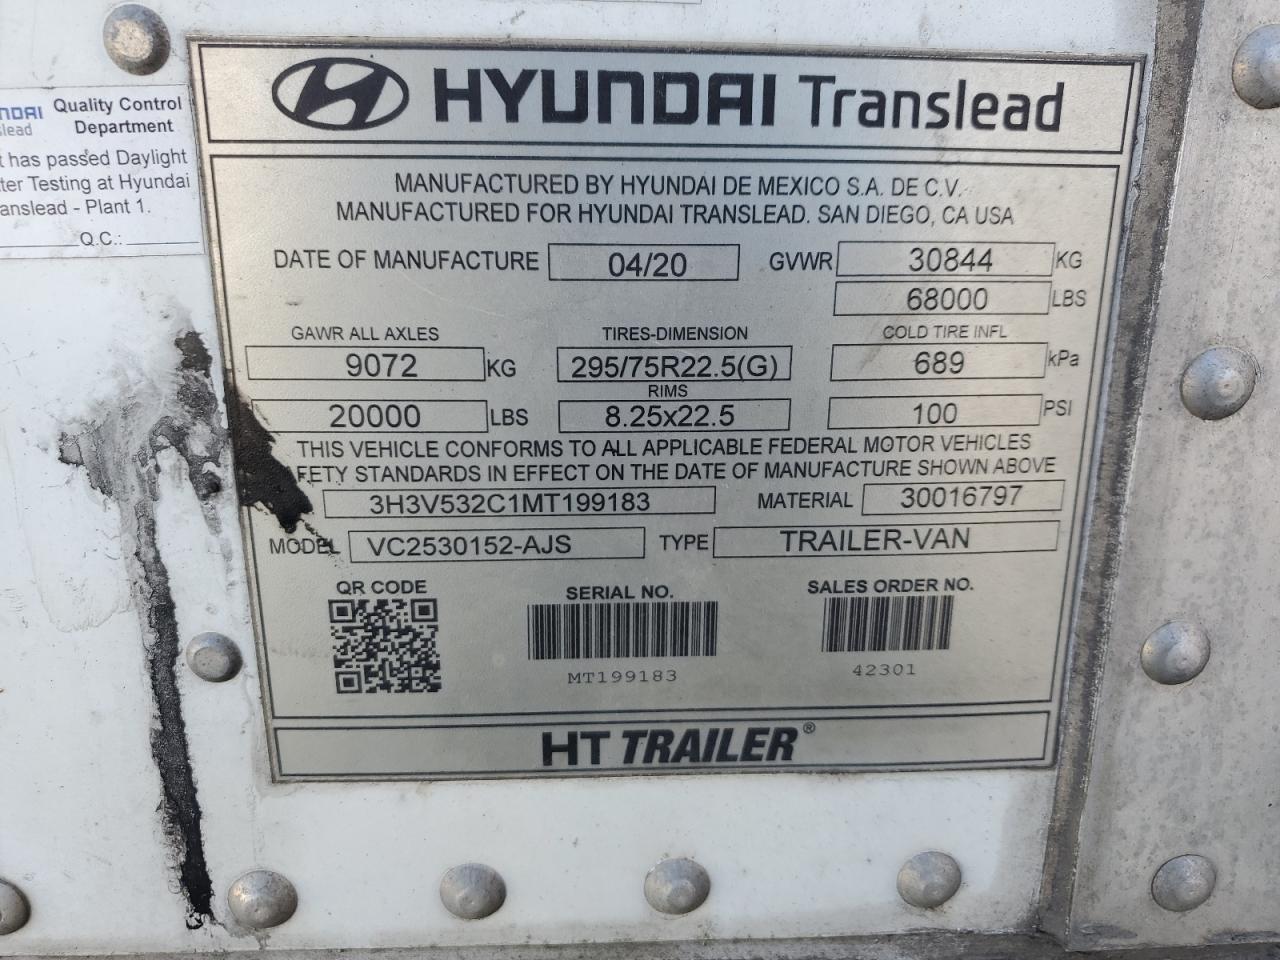 HYUNDAI Translead
MANUFACTURED BY HYUNDAI DE MEXICO S.A. DE C.V.
MANUFACTURED FOR HYUNDAI TRANSLEAD. SAN DIEGO, CA USA
DATE OF MANUFACTURE 04/20 GVWR 30844 KG
68000 LBS
GAWR ALL AXLES TIRES-DIMENSION COLD TIRE INFL
9072 KG 295/75R22.5(G) 689 kPa
RIMS
20000 LBS 8.25x22.5 100 PSI
THIS VEHICLE CONFORMS TO ALL APPLICABLE FEDERAL MOTOR VEHICLES
FETY STANDARDS IN EFFECT ON THE DATE OF MANUFACTURE SHOWN ABOVE
3H3V532C1MT199183 MATERIAL 30016797
MODEL VC2530152-AJS TYPE TRAILER-VAN
QR CODE SERIAL NO. SALES ORDER NO.
MT199183 42301
HT TRAILER®
NDAI Quality Control
lead Department
t has passed Daylight
ter Testing at Hyundai
anslead - Plant 1.
Q.C.: